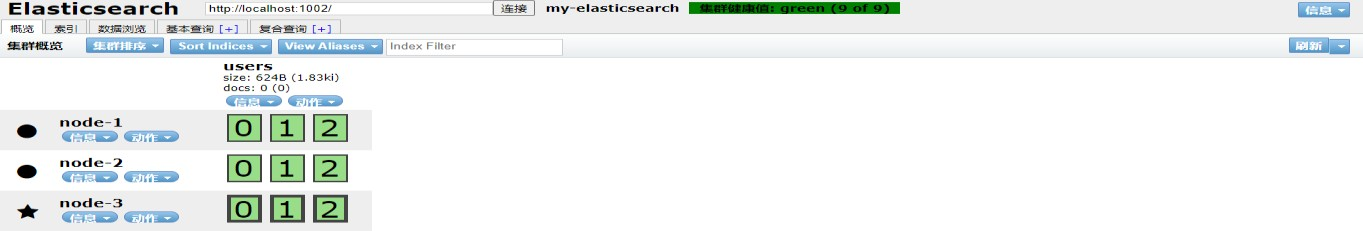 Elasticsearch http://localhost:1002/ 连接 my-elasticsearch 集群健康值: green (9 of 9) 信息
概览 索引 数据浏览 基本查询 [+] 复合查询 [+]
集群概览 集群排序 Sort Indices View Aliases Index Filter 刷新
users
size: 624B (1.83ki)
docs: 0 (0)
信息 动作
node-1
信息 动作
0 1 2
node-2
信息 动作
0 1 2
node-3
信息 动作
0 1 2